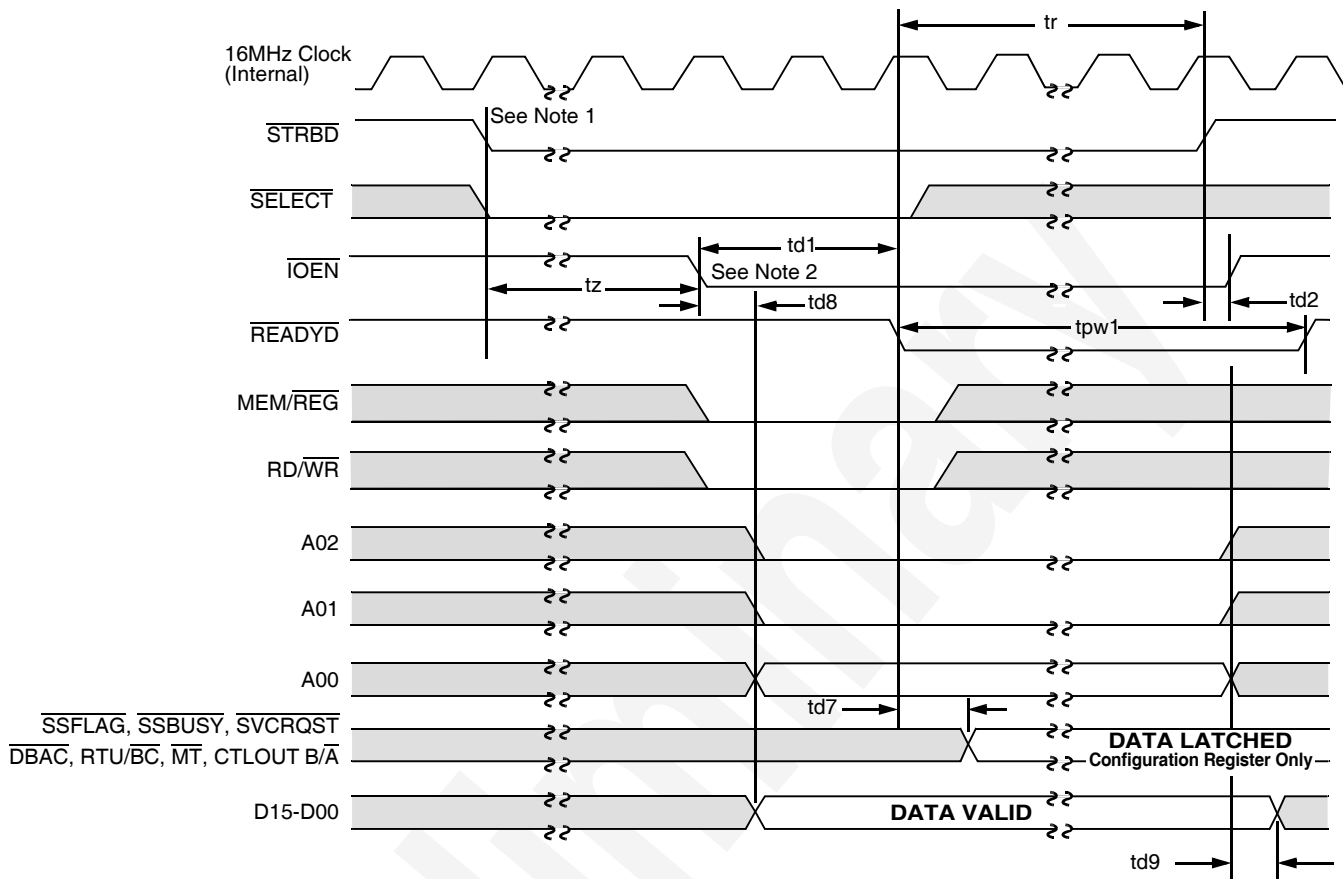 tr
16MHz Clock
(Internal)
See Note 1
STRBD
SELECT
td1
IOEN
See Note 2
tz
td8
td2
READYD
tpw1
MEM/REG
RD/WR
A02
A01
A00
td7
SSFLAG, SSBUSY, SVCRQST
DBAC, RTU/BC, MT, CTLOUT B/A
DATA LATCHED
Configuration Register Only
D15-D00
DATA VALID
td9